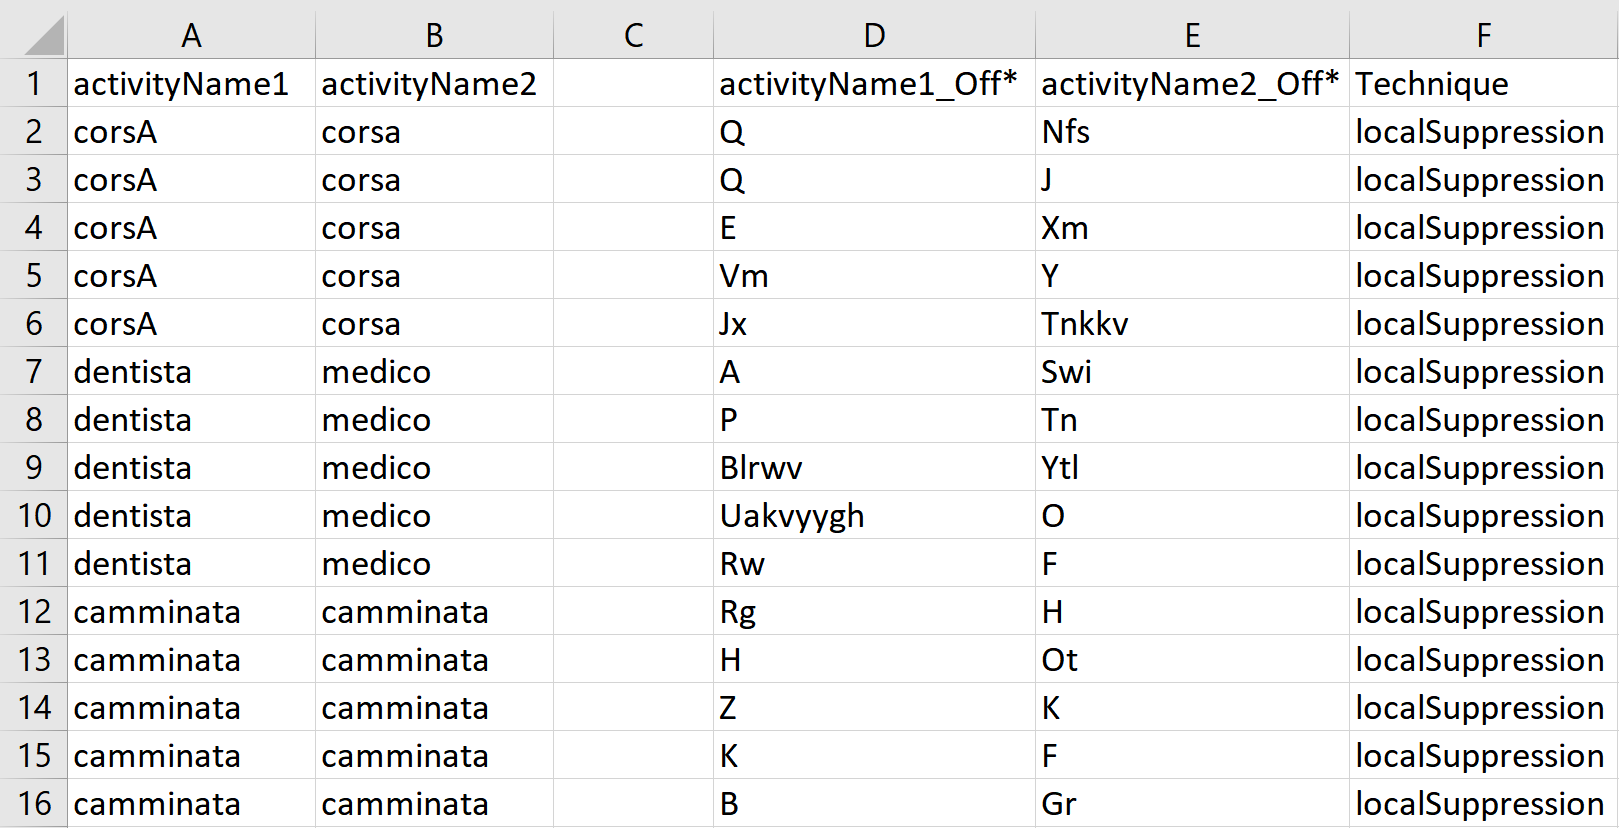 A B C D E F
1 activityName1 activityName2 activityName1_Off* activityName2_Off* Technique
2 corsA corsa Q Nfs localSuppression
3 corsA corsa Q J localSuppression
4 corsA corsa E Xm localSuppression
5 corsA corsa Vm Y localSuppression
6 corsA corsa Jx Tnkkv localSuppression
7 dentista medico A Swi localSuppression
8 dentista medico P Tn localSuppression
9 dentista medico Blrwv Ytl localSuppression
10 dentista medico Uakvyygh O localSuppression
11 dentista medico Rw F localSuppression
12 camminata camminata Rg H localSuppression
13 camminata camminata H Ot localSuppression
14 camminata camminata Z K localSuppression
15 camminata camminata K F localSuppression
16 camminata camminata B Gr localSuppression